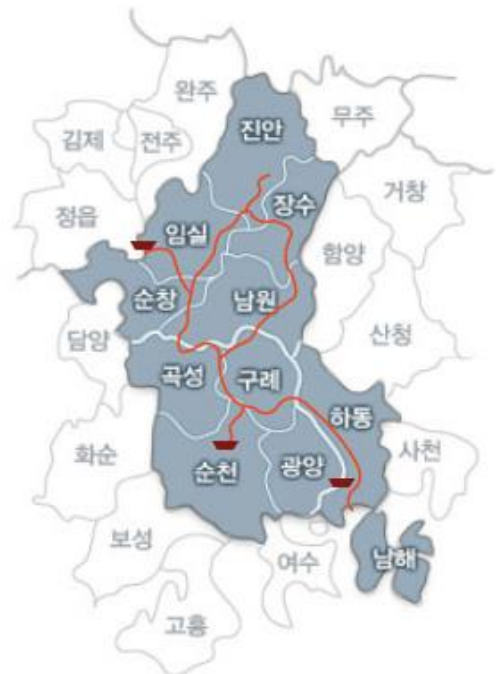 완주
무주
진안
김제
전주
거창
장수
정읍
임실
함양
순창
남원
담양
산청
곡성
구례
하동
화순
사천
순천
광양
보성
여수
남해
고흥